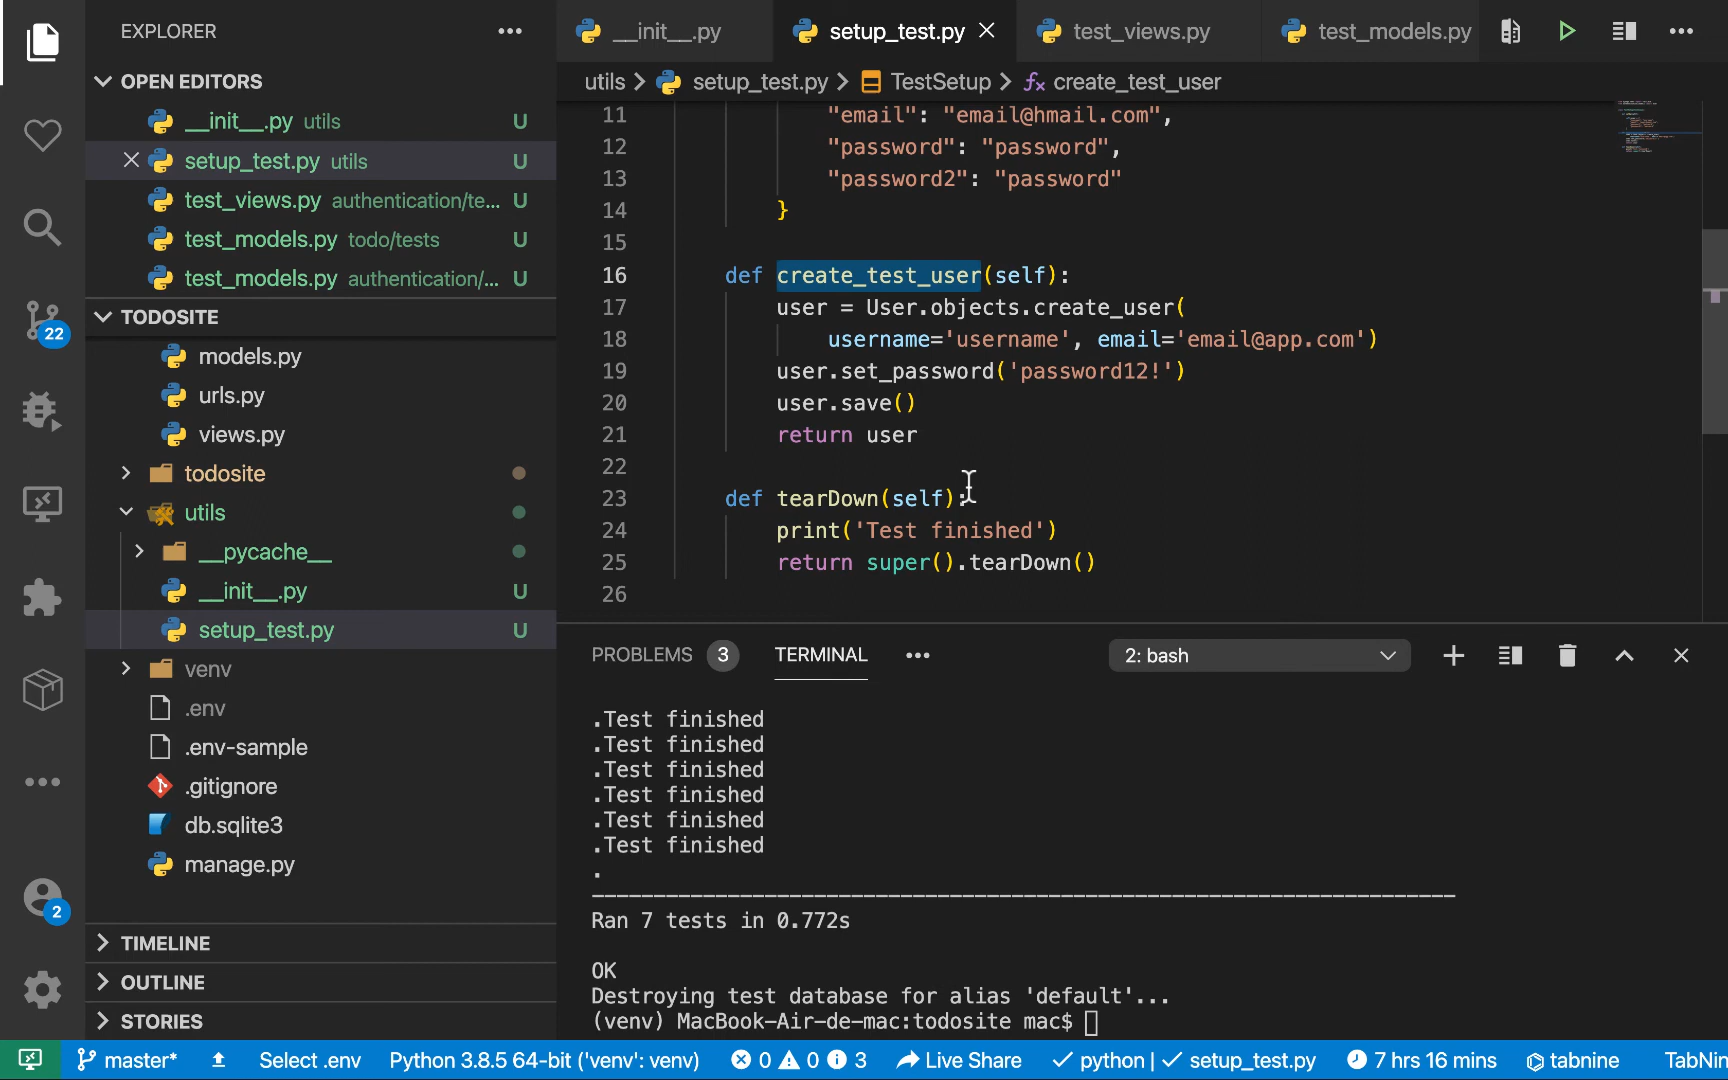 EXPLORER
OPEN EDITORS
__init__.py utils U
setup_test.py utils U
test_views.py authentication/te... U
test_models.py todo/tests U
test_models.py authentication/... U
TODOSITE
models.py
urls.py
views.py
todosite
utils
__pycache__
__init__.py U
setup_test.py U
venv
.env
.env-sample
.gitignore
db.sqlite3
manage.py
TIMELINE
OUTLINE
STORIES
22
2
__init__.py setup_test.py test_views.py test_models.py
utils > setup_test.py > TestSetup > create_test_user
11 "email": "email@hmail.com",
12 "password": "password",
13 "password2": "password"
14 }
15
16 def create_test_user(self):
17 user = User.objects.create_user(
18 username='username', email='email@app.com')
19 user.set_password('password12!')
20 user.save()
21 return user
22
23 def tearDown(self):
24 print('Test finished')
25 return super().tearDown()
26
PROBLEMS 3 TERMINAL 2: bash
.Test finished
.Test finished
.Test finished
.Test finished
.Test finished
.Test finished
.
Ran 7 tests in 0.772s
OK
Destroying test database for alias 'default'...
(venv) MacBook-Air-de-mac:todosite mac$
master* Select .env Python 3.8.5 64-bit ('venv': venv) 0 0 3 Live Share python | setup_test.py 7 hrs 16 mins tabnine TabNin